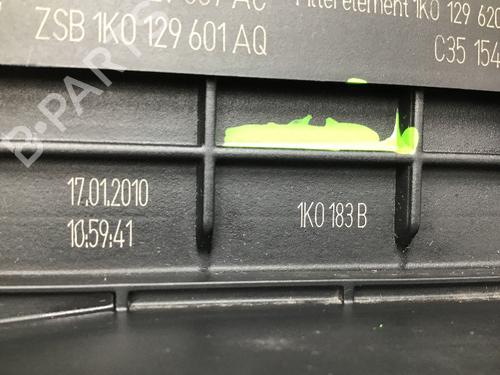 Filterelement 1K0 129 620
ZSB 1K0 129 601 AQ
C35 154
17.01.2010
1K0 183 B
10:59:41
B-PARTS